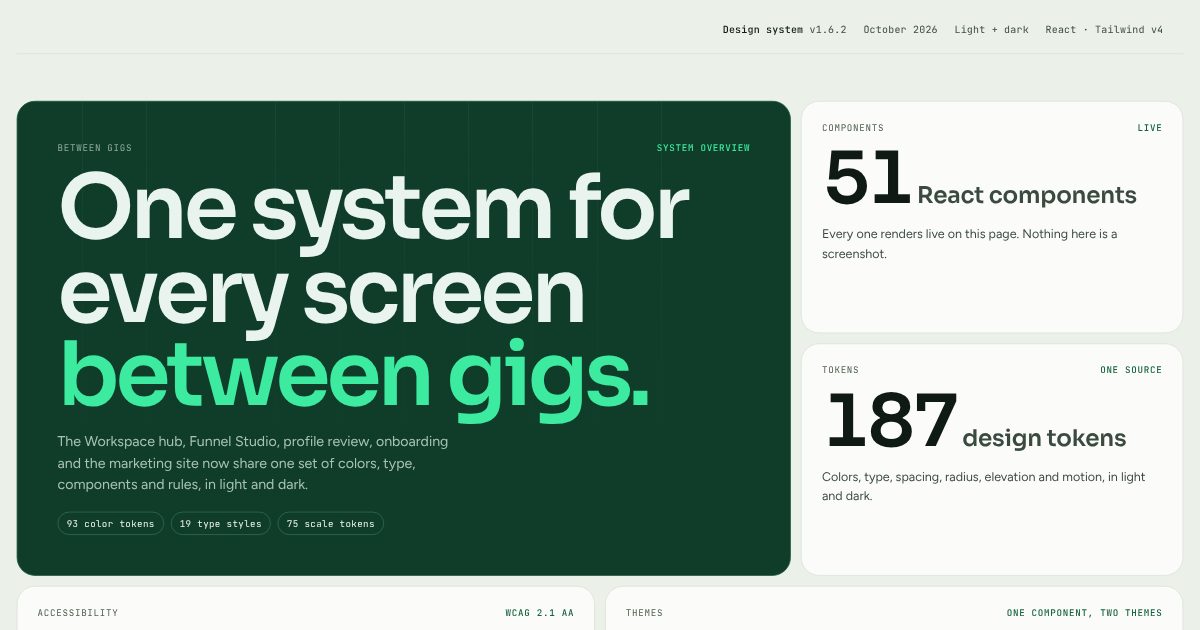 Design system v1.6.2 October 2026 Light + dark React · Tailwind v4
BETWEEN GIGS
SYSTEM OVERVIEW
One system for
every screen
between gigs.
The Workspace hub, Funnel Studio, profile review, onboarding
and the marketing site now share one set of colors, type,
components and rules, in light and dark.
93 color tokens
19 type styles
75 scale tokens
COMPONENTS
LIVE
51 React components
Every one renders live on this page. Nothing here is a
screenshot.
TOKENS
ONE SOURCE
187 design tokens
Colors, type, spacing, radius, elevation and motion, in light
and dark.
ACCESSIBILITY
WCAG 2.1 AA
THEMES
ONE COMPONENT, TWO THEMES